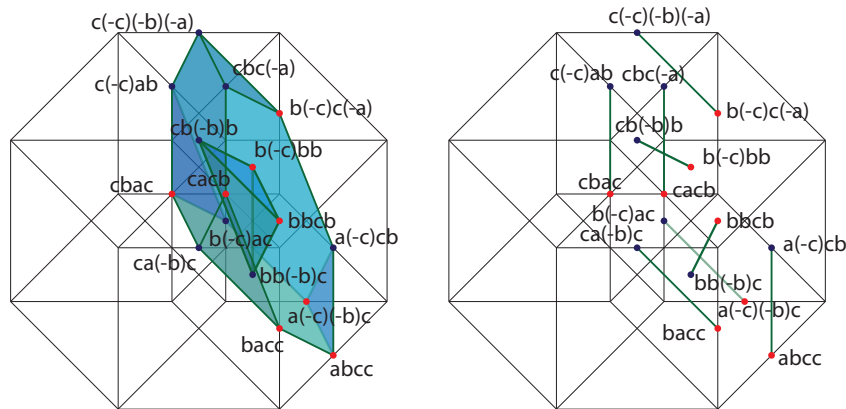 c(-c)(-b)(-a)
c(-c)ab
cbc(-a)
b(-c)c(-a)
cb(-b)b
b(-c)bb
cbac
cacb
bbcb
b(-c)ac
a(-c)cb
ca(-b)c
bb(-b)c
a(-c)(-b)c
bacc
abcc
c(-c)(-b)(-a)
c(-c)ab
cbc(-a)
b(-c)c(-a)
cb(-b)b
b(-c)bb
cbac
cacb
b(-c)ac
bbcb
ca(-b)c
a(-c)cb
bb(-b)c
a(-c)(-b)c
bacc
abcc